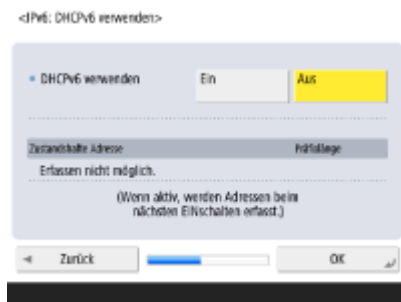 <IPv6: DHCPv6 verwenden>
DHCPv6 verwenden Ein Aus
Zustandshafte Adresse Präfixlänge
Erfassen nicht möglich.
(Wenn aktiv, werden Adressen beim
nächsten EINschalten erfasst.)
Zurück OK